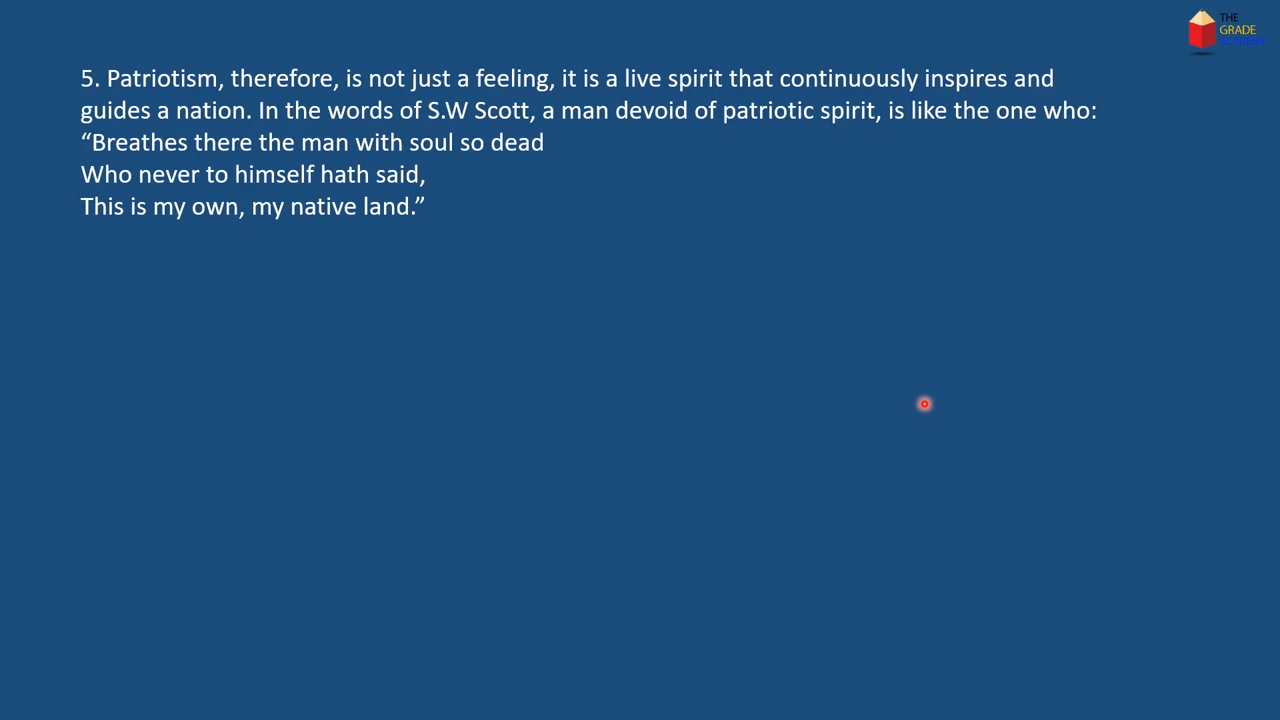 THE
GRADE
ACADEMY
5. Patriotism, therefore, is not just a feeling, it is a live spirit that continuously inspires and
guides a nation. In the words of S.W Scott, a man devoid of patriotic spirit, is like the one who:
“Breathes there the man with soul so dead
Who never to himself hath said,
This is my own, my native land.”